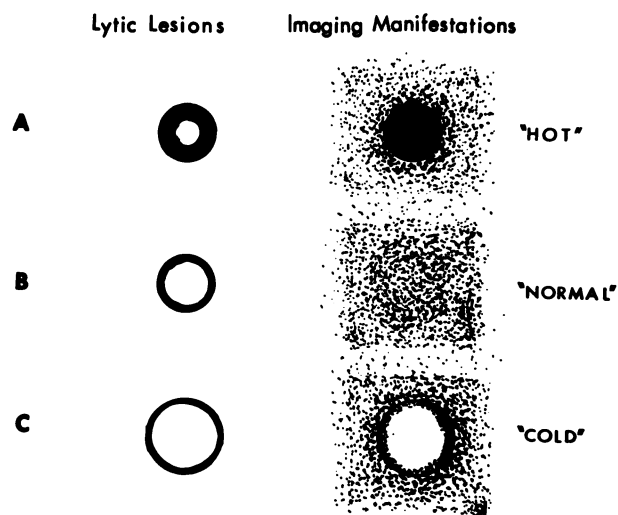 Lytic Lesions Imaging Manifestations
A "HOT"
B "NORMAL"
C "COLD"